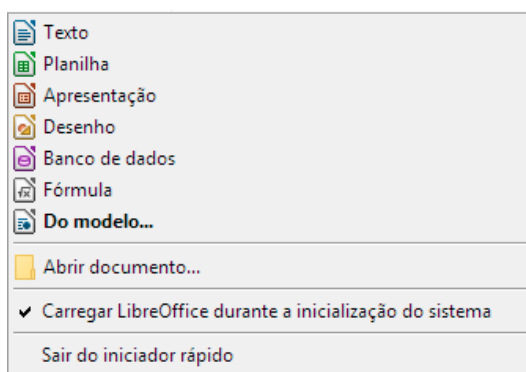 Texto
Planilha
Apresentação
Desenho
Banco de dados
Fórmula
Do modelo...
Abrir documento...
Carregar LibreOffice durante a inicialização do sistema
Sair do iniciador rápido